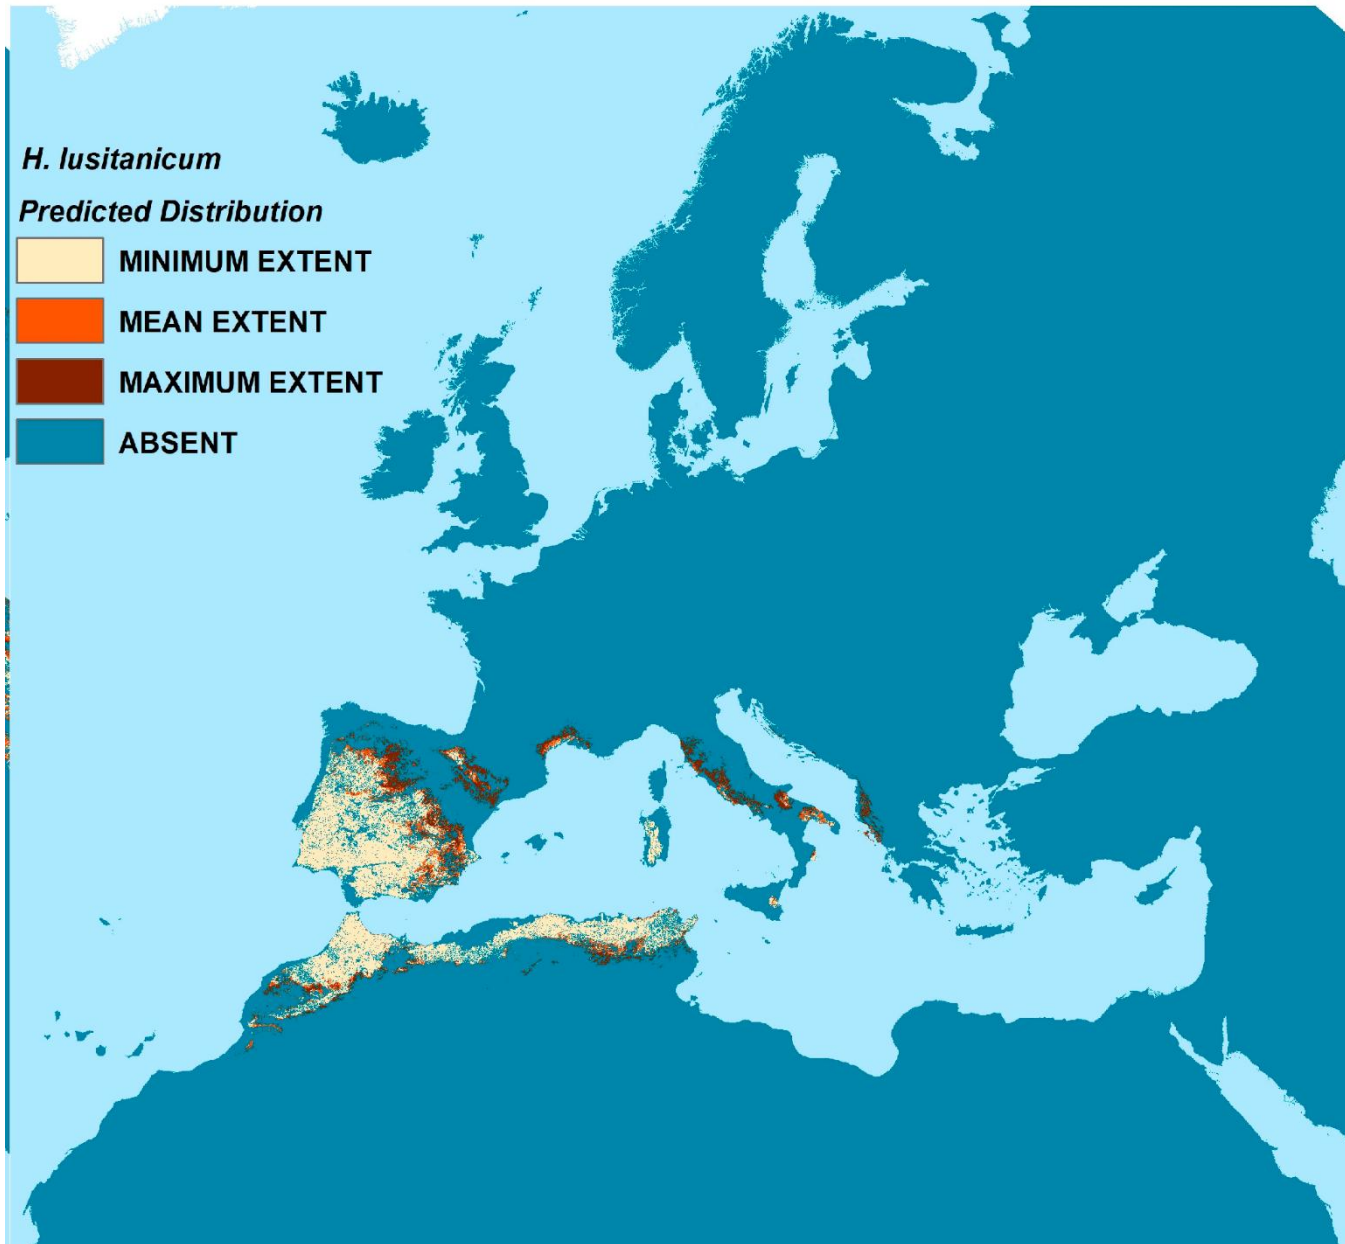 H. lusitanicum
Predicted Distribution
MINIMUM EXTENT
MEAN EXTENT
MAXIMUM EXTENT
ABSENT